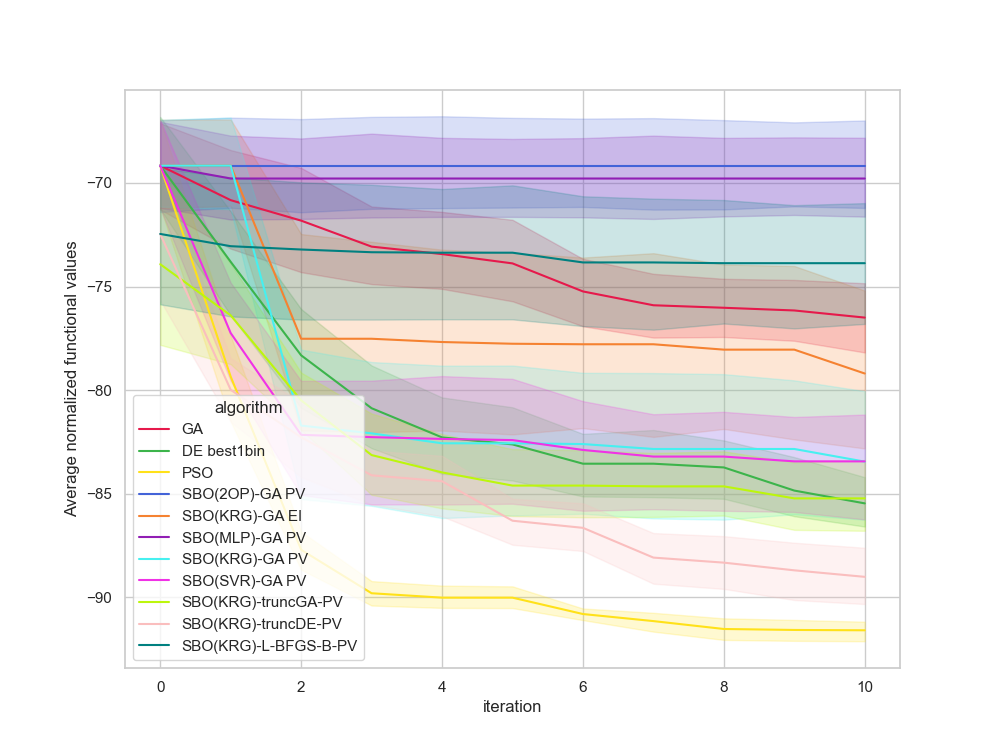 Average normalized functional values
−70
−75
−80
−85
−90
algorithm
GA
DE best1bin
PSO
SBO(2OP)-GA PV
SBO(KRG)-GA EI
SBO(MLP)-GA PV
SBO(KRG)-GA PV
SBO(SVR)-GA PV
SBO(KRG)-truncGA-PV
SBO(KRG)-truncDE-PV
SBO(KRG)-L-BFGS-B-PV
0 2 4 6 8 10
iteration